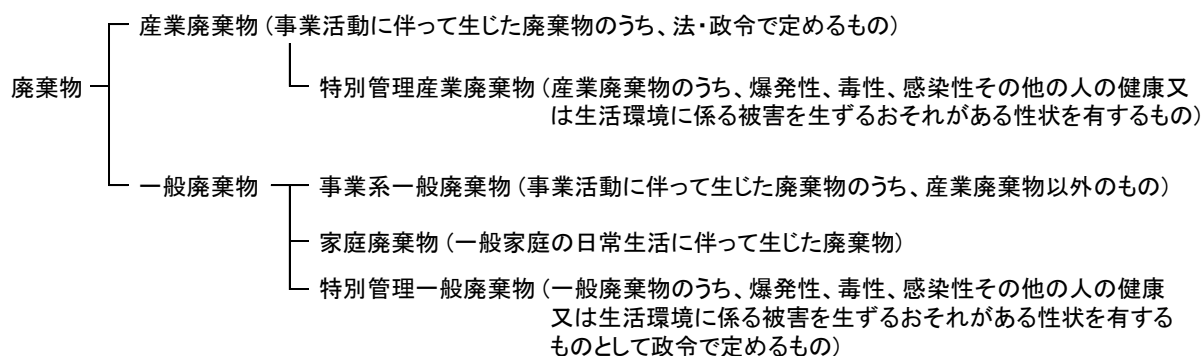 産業廃棄物（事業活動に伴って生じた廃棄物のうち、法・政令で定めるもの）
廃棄物
特別管理産業廃棄物（産業廃棄物のうち、爆発性、毒性、感染性その他の人の健康又
は生活環境に係る被害を生ずるおそれがある性状を有するもの）
一般廃棄物
事業系一般廃棄物（事業活動に伴って生じた廃棄物のうち、産業廃棄物以外のもの）
家庭廃棄物（一般家庭の日常生活に伴って生じた廃棄物）
特別管理一般廃棄物（一般廃棄物のうち、爆発性、毒性、感染性その他の人の健康
又は生活環境に係る被害を生ずるおそれがある性状を有する
ものとして政令で定めるもの）